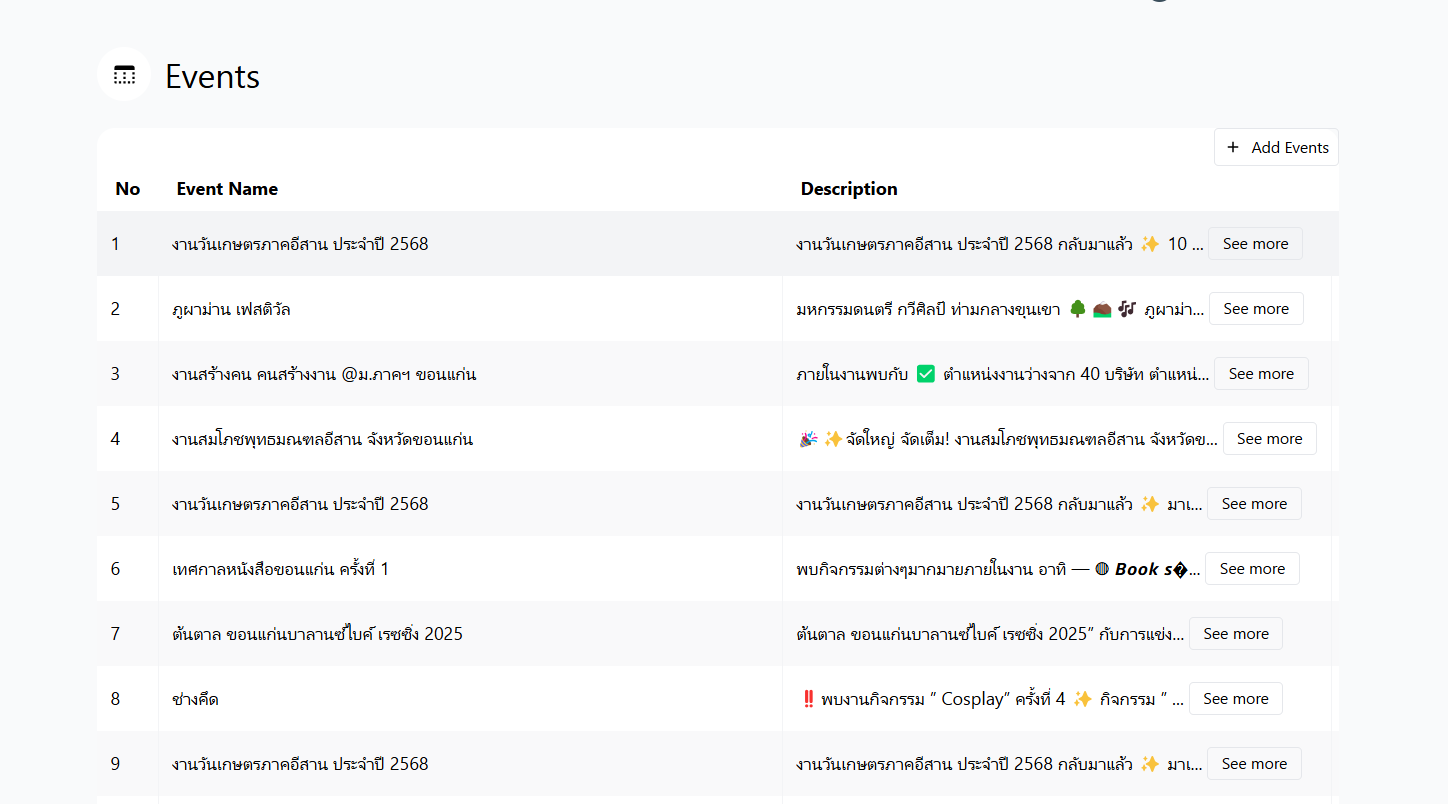 Events
+ Add Events
No Event Name Description
1 งานวันเกษตรภาคอีสาน ประจำปี 2568 งานวันเกษตรภาคอีสาน ประจำปี 2568 กลับมาแล้ว ✨ 10 ... See more
2 ภูผาม่าน เฟสติวัล มหกรรมดนตรี กวีศิลป์ ท่ามกลางขุนเขา 🌳 ⛰️ 🎶 ภูผาม่า... See more
3 งานสร้างคน คนสร้างงาน @ม.ภาคฯ ขอนแก่น ภายในงานพบกับ ✅ ตำแหน่งงานว่างจาก 40 บริษัท ตำแหน่... See more
4 งานสมโภชพุทธมณฑลอีสาน จังหวัดขอนแก่น 🎉 ✨จัดใหญ่ จัดเต็ม! งานสมโภชพุทธมณฑลอีสาน จังหวัดข... See more
5 งานวันเกษตรภาคอีสาน ประจำปี 2568 งานวันเกษตรภาคอีสาน ประจำปี 2568 กลับมาแล้ว ✨ มาเ... See more
6 เทศกาลหนังสือขอนแก่น ครั้งที่ 1 พบกิจกรรมต่างๆมากมายภายในงาน อาทิ — ◍ 𝘽𝙤𝙤𝙠 𝙨�... See more
7 ต้นตาล ขอนแก่นบาลานซ์ไบค์ เรซซิ่ง 2025 ต้นตาล ขอนแก่นบาลานซ์ไบค์ เรซซิ่ง 2025” กับการแข่ง... See more
8 ช่างคึด ‼️พบงานกิจกรรม ” Cosplay” ครั้งที่ 4 ✨ กิจกรรม ” ... See more
9 งานวันเกษตรภาคอีสาน ประจำปี 2568 งานวันเกษตรภาคอีสาน ประจำปี 2568 กลับมาแล้ว ✨ มาเ... See more